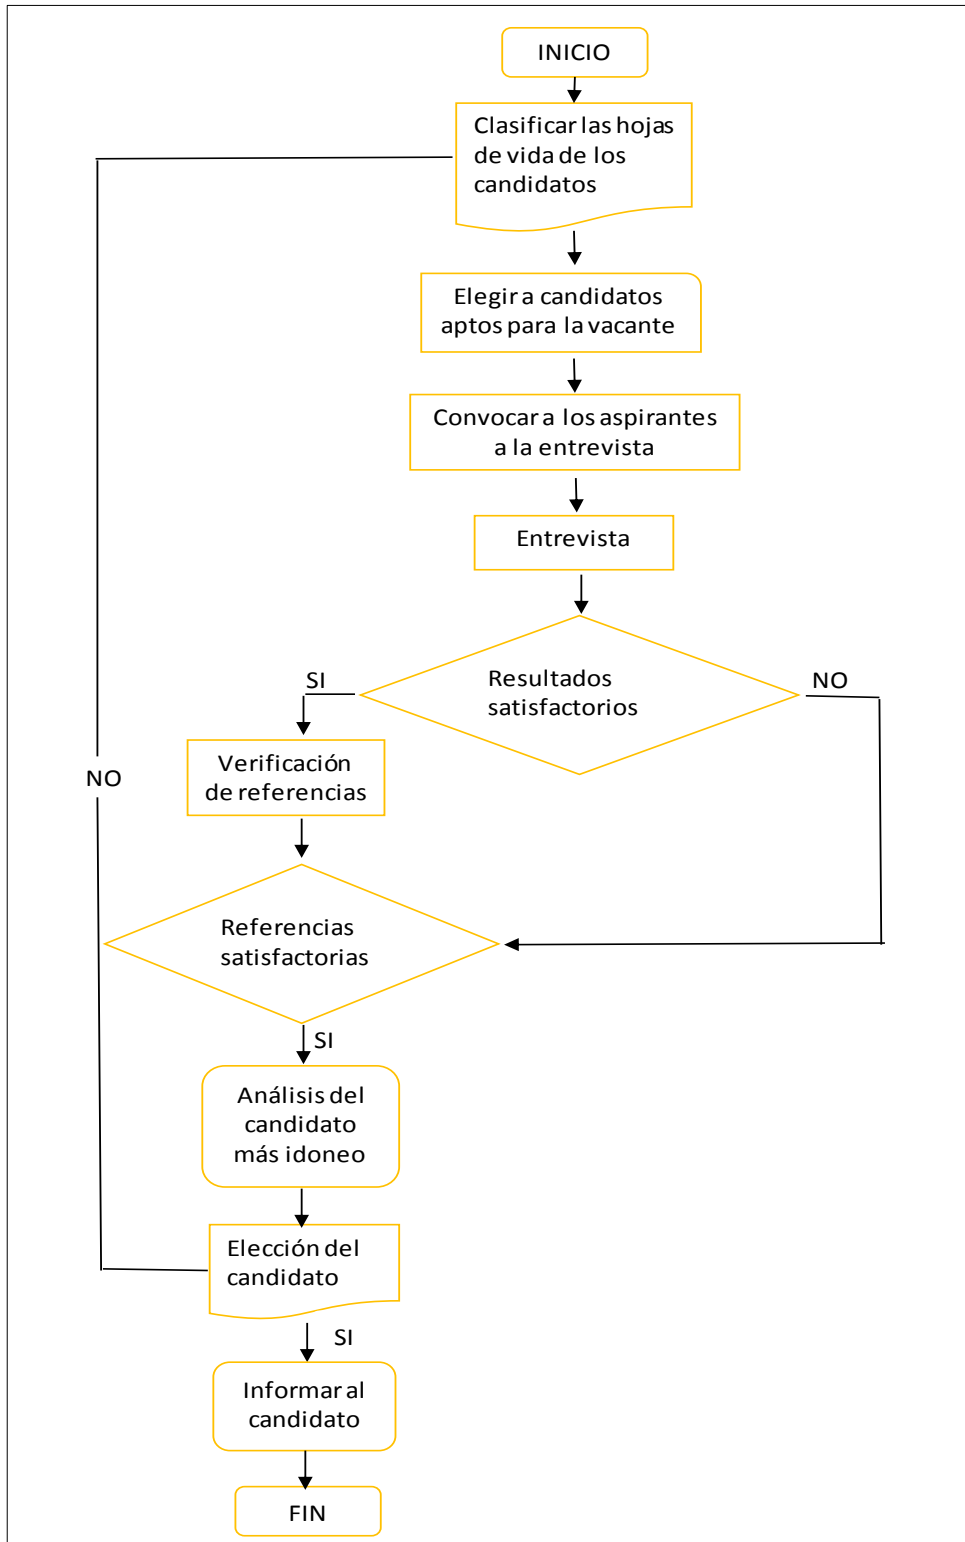 INICIO
Clasificar las hojas
de vida de los
candidatos
Elegir a candidatos
aptos para la vacante
Convocar a los aspirantes
a la entrevista
Entrevista
Resultados
satisfactorios
SI
NO
Verificación
de referencias
NO
Referencias
satisfactorias
SI
Análisis del
candidato
más idoneo
Elección del
candidato
SI
Informar al
candidato
FIN